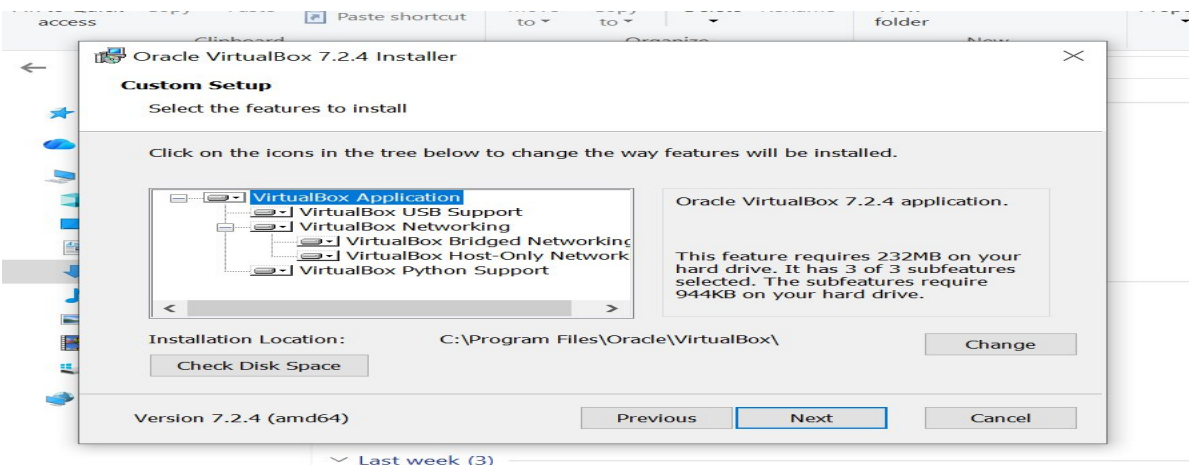 access
Paste shortcut
to
to
folder
Clipboard
Organize
New
Oracle VirtualBox 7.2.4 Installer
Custom Setup
Select the features to install
Click on the icons in the tree below to change the way features will be installed.
VirtualBox Application
VirtualBox USB Support
VirtualBox Networking
VirtualBox Bridged Networking
VirtualBox Host-Only Network
VirtualBox Python Support
Oracle VirtualBox 7.2.4 application.
This feature requires 232MB on your
hard drive. It has 3 of 3 subfeatures
selected. The subfeatures require
944KB on your hard drive.
Installation Location: C:\Program Files\Oracle\VirtualBox\
Change
Check Disk Space
Version 7.2.4 (amd64)
Previous
Next
Cancel
Last week (3)